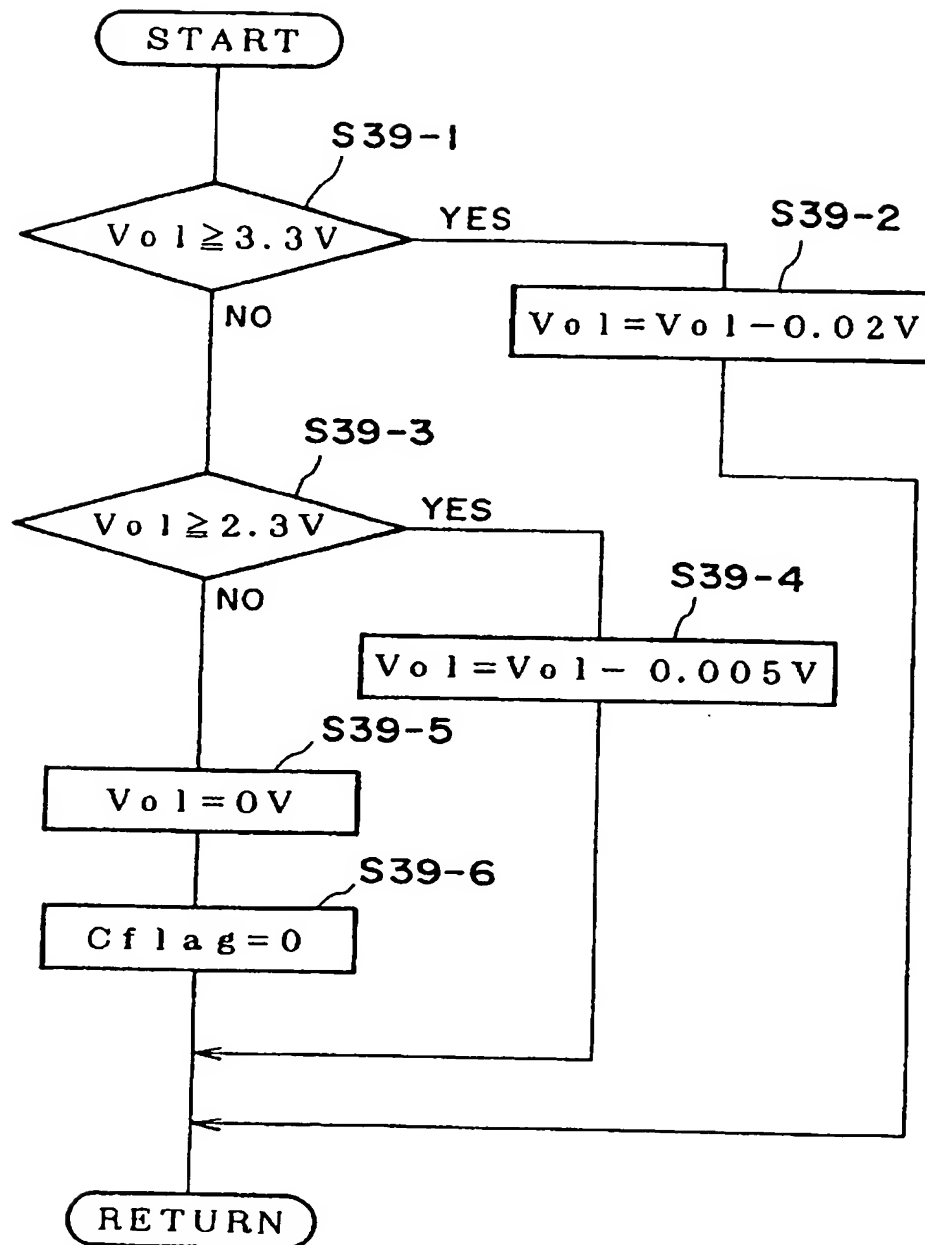 START
S39-1
Vol≧3.3V
YES
NO
S39-2
Vol=Vol-0.02V
S39-3
Vol≧2.3V
YES
NO
S39-4
Vol=Vol-0.005V
S39-5
Vol=0V
S39-6
Cflag=0
RETURN